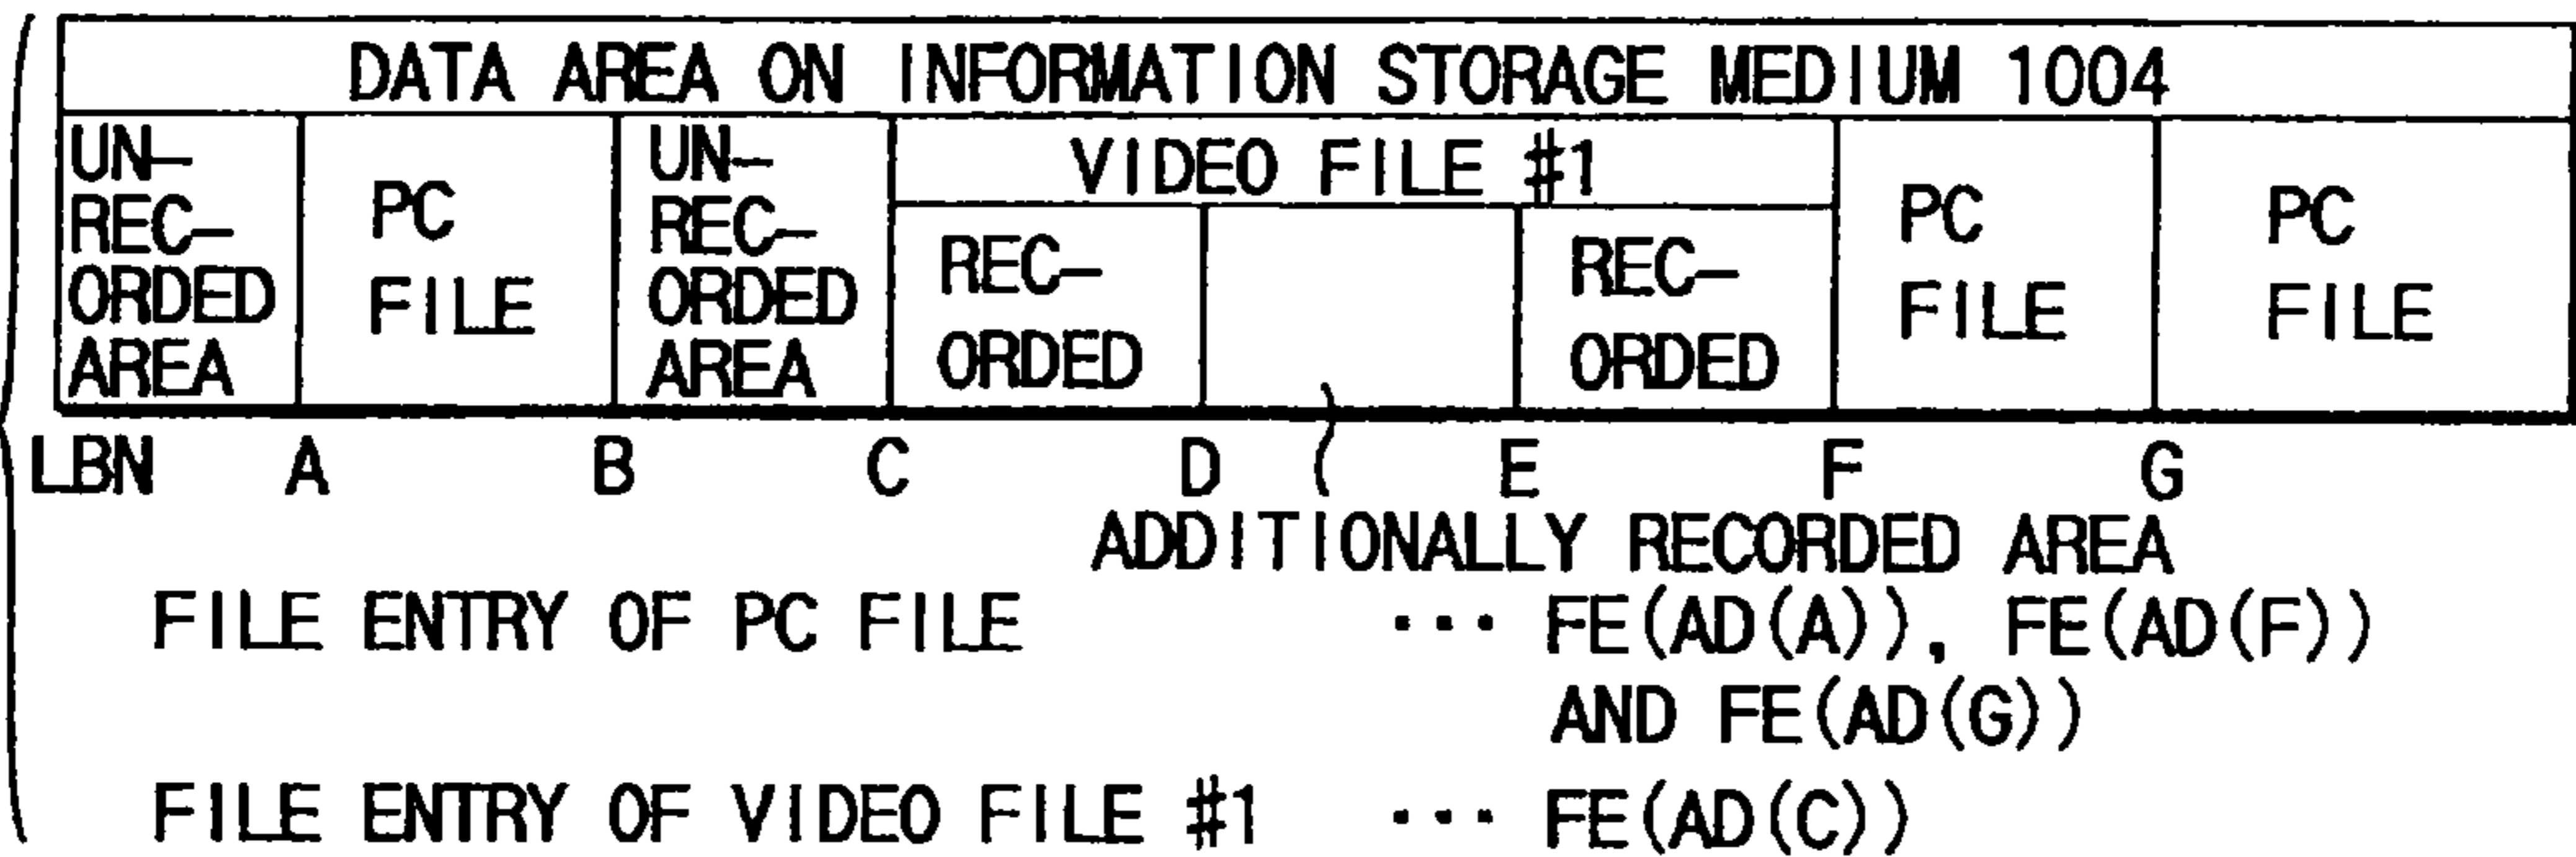 DATA AREA ON INFORMATION STORAGE MEDIUM 1004
UN-
REC-
ORDED
AREA
PC
FILE
UN-
REC-
ORDED
AREA
VIDEO FILE #1
REC-
ORDED
REC-
ORDED
PC
FILE
PC
FILE
LBN A B C D E F G
ADDITIONALLY RECORDED AREA
FILE ENTRY OF PC FILE ··· FE(AD(A)), FE(AD(F))
AND FE(AD(G))
FILE ENTRY OF VIDEO FILE #1 ··· FE(AD(C))